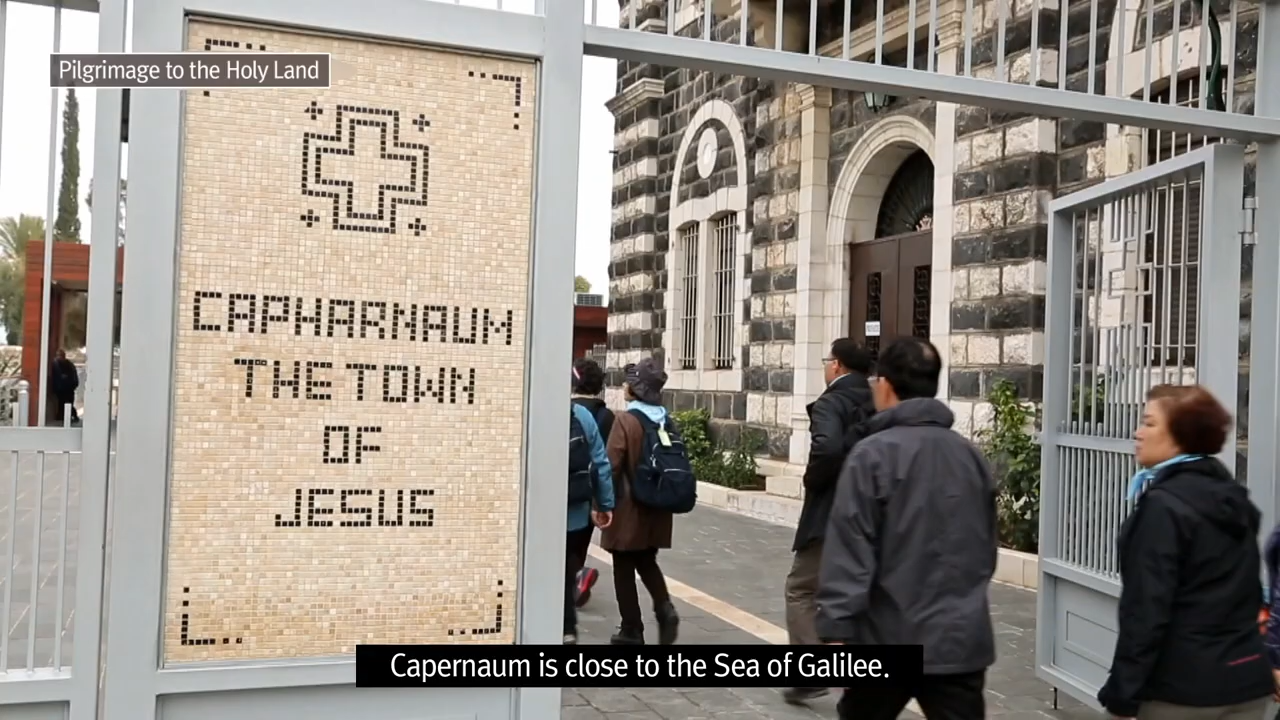 Pilgrimage to the Holy Land
CAPHARNAUM
THE TOWN
OF
JESUS
Capernaum is close to the Sea of Galilee.